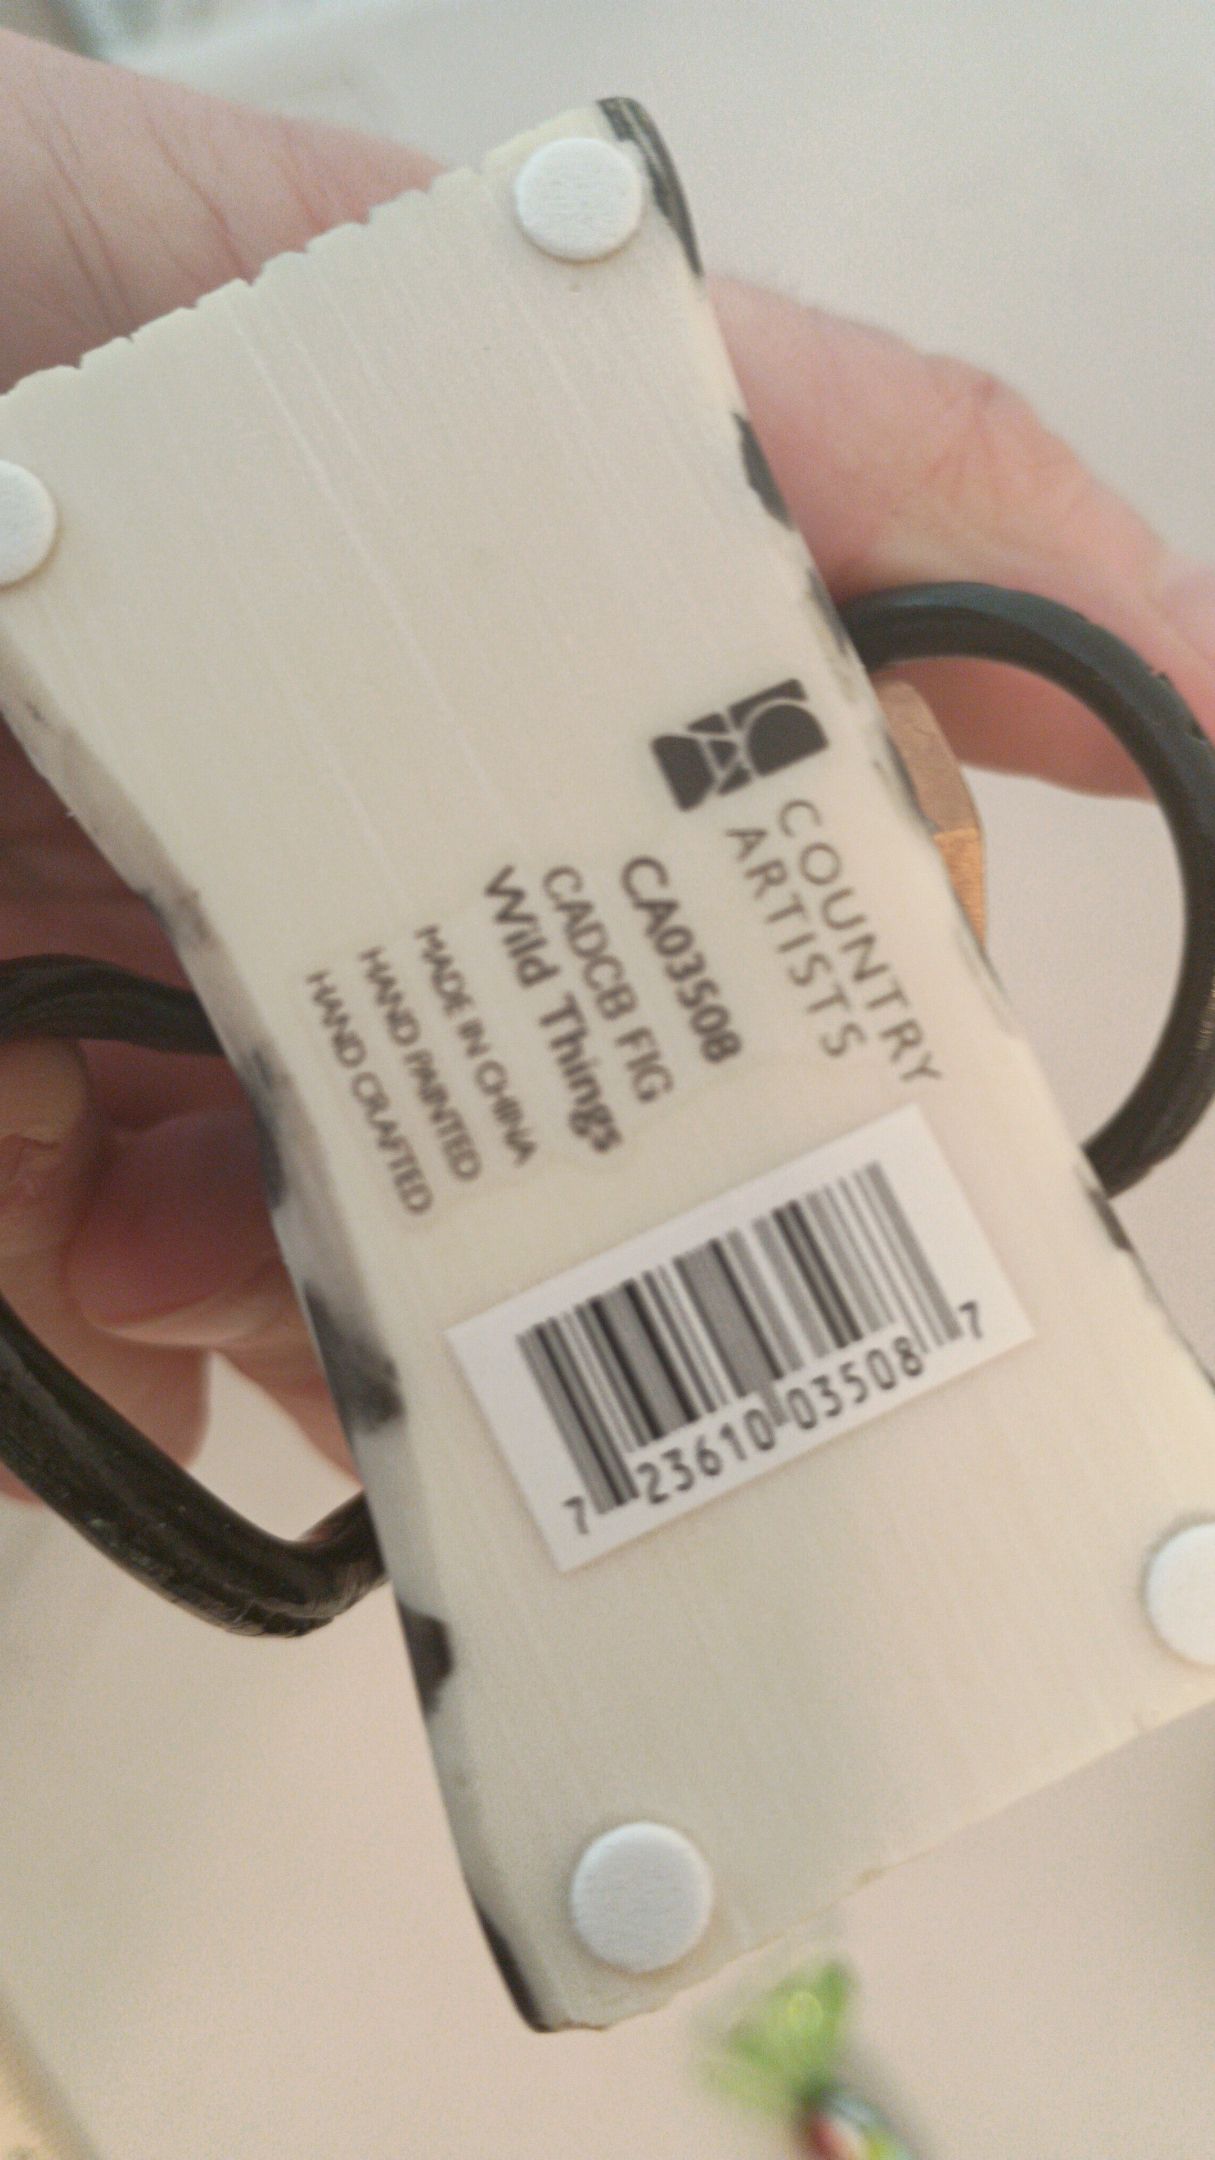 COUNTRY
ARTISTS
CA03508
CADCB FIG
Wild Things
MADE IN CHINA
HAND PAINTED
HAND CRAFTED
7 23610 03508 7